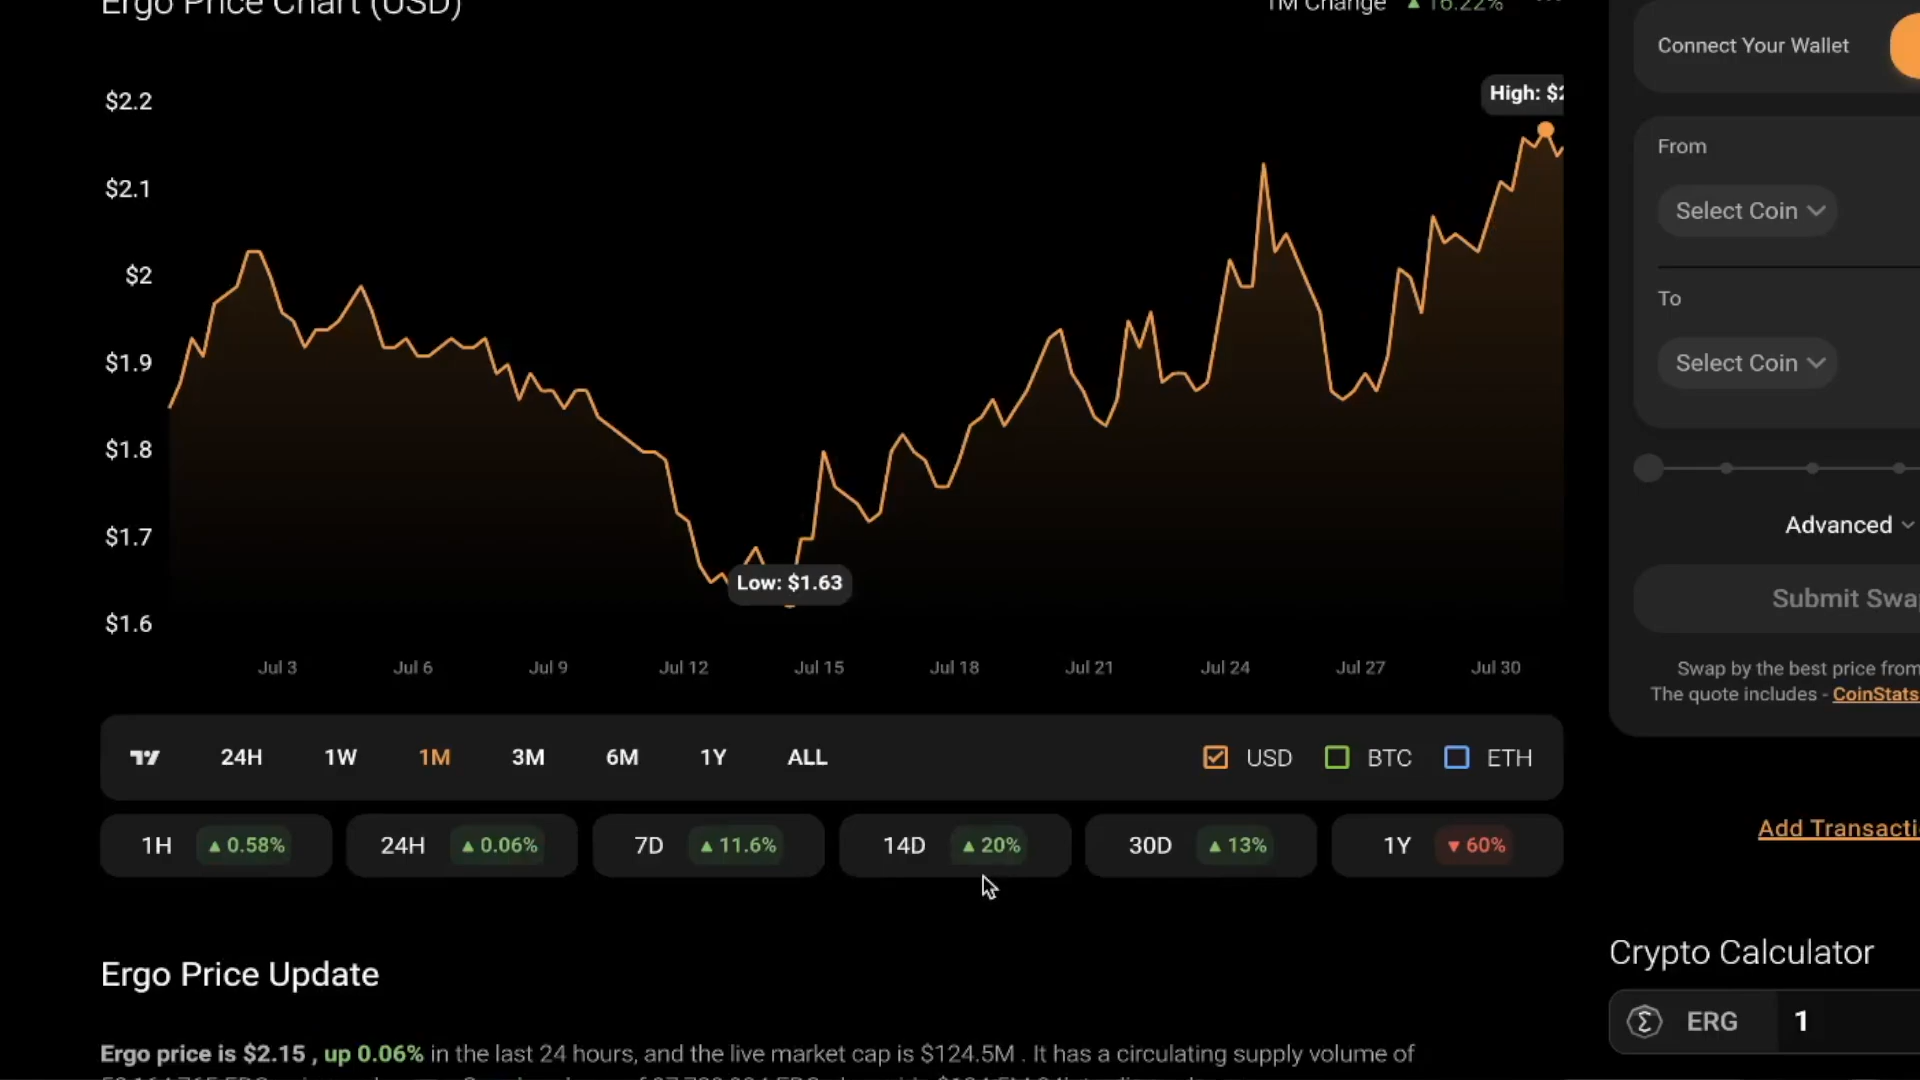 Ergo Price Chart (USD)
1M Change ▲ 16.22%
Connect Your Wallet
$2.2
High: $2
From
$2.1
Select Coin
$2
To
$1.9
Select Coin
$1.8
$1.7
Advanced
Low: $1.63
Submit Swap
$1.6
Jul 3 Jul 6 Jul 9 Jul 12 Jul 15 Jul 18 Jul 21 Jul 24 Jul 27 Jul 30
Swap by the best price from
The quote includes - CoinStats
24H 1W 1M 3M 6M 1Y ALL USD BTC ETH
1H ▲ 0.58% 24H ▲ 0.06% 7D ▲ 11.6% 14D ▲ 20% 30D ▲ 13% 1Y ▼ 60%
Add Transacti
Crypto Calculator
Ergo Price Update
ERG 1
Ergo price is $2.15 , up 0.06% in the last 24 hours, and the live market cap is $124.5M . It has a circulating supply volume of